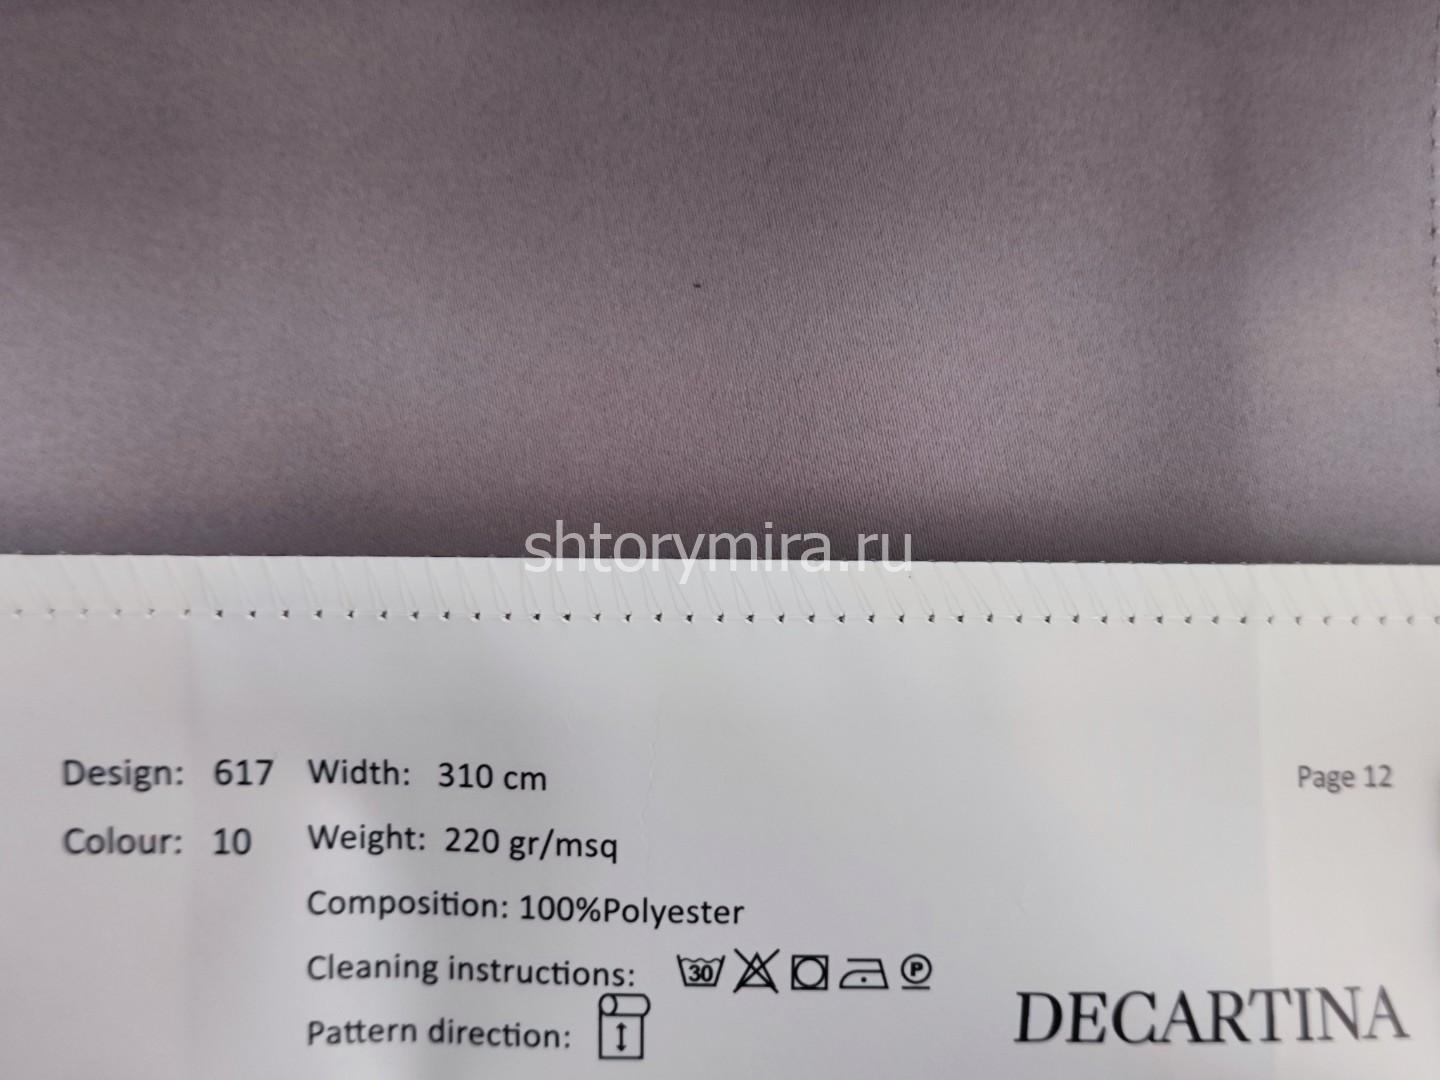 shtorymira.ru
Design: 617 Width: 310 cm Page 12
Colour: 10 Weight: 220 gr/msq
Composition: 100%Polyester
Cleaning instructions: 30 P
Pattern direction:
DECARTINA